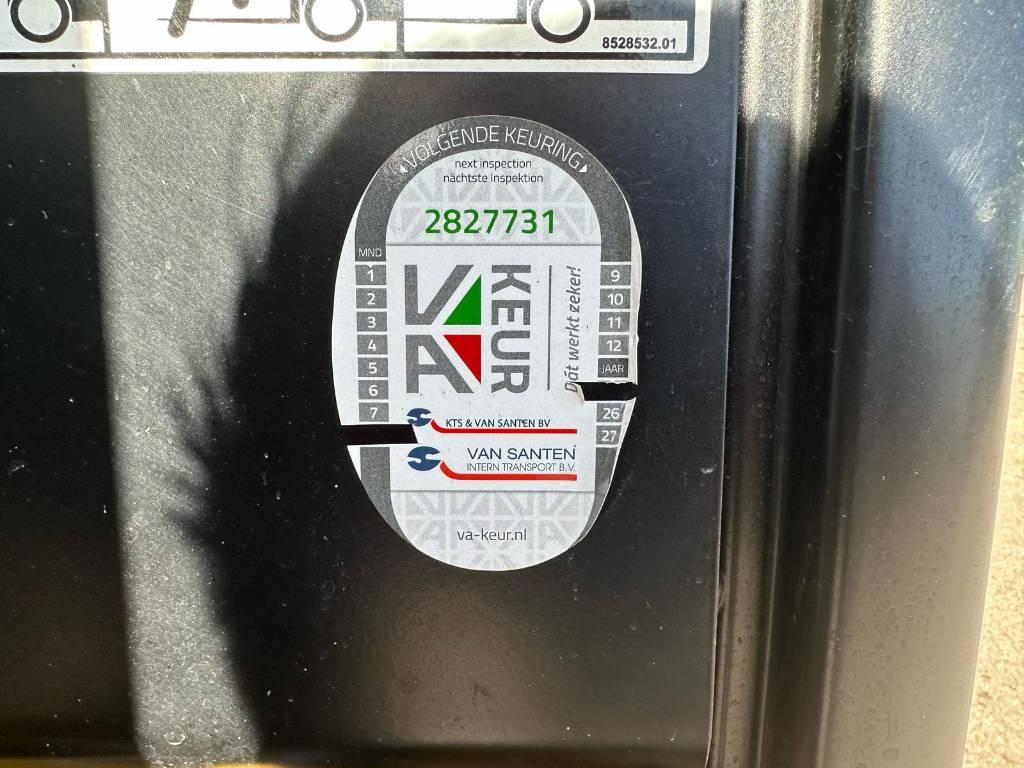 8528532.01
VOLGENDE KEURING
next inspection
nächste Inspektion
2827731
MND
1
2
3
4
5
6
7
9
10
11
12
JAAR
26
27
VA
KEUR
Dát werkt zeker!
KTS & VAN SANTEN BV
VAN SANTEN
INTERN TRANSPORT B.V.
va-keur.nl